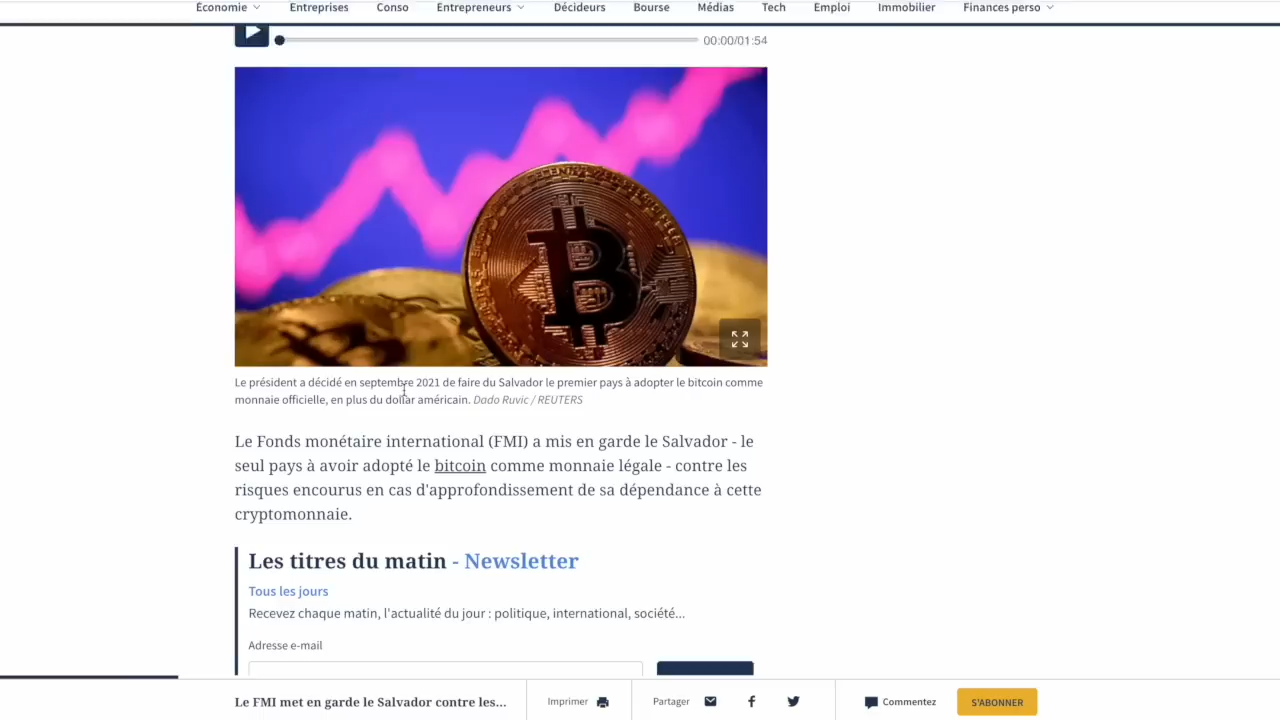 Économie Entreprises Conso Entrepreneurs Décideurs Bourse Médias Tech Emploi Immobilier Finances perso
00:00/01:54
Le président a décidé en septembre 2021 de faire du Salvador le premier pays à adopter le bitcoin comme
monnaie officielle, en plus du dollar américain. Dado Ruvic / REUTERS
Le Fonds monétaire international (FMI) a mis en garde le Salvador - le
seul pays à avoir adopté le bitcoin comme monnaie légale - contre les
risques encourus en cas d'approfondissement de sa dépendance à cette
cryptomonnaie.
Les titres du matin - Newsletter
Tous les jours
Recevez chaque matin, l'actualité du jour : politique, international, société...
Adresse e-mail
Le FMI met en garde le Salvador contre les... Imprimer Partager Commentez S'ABONNER